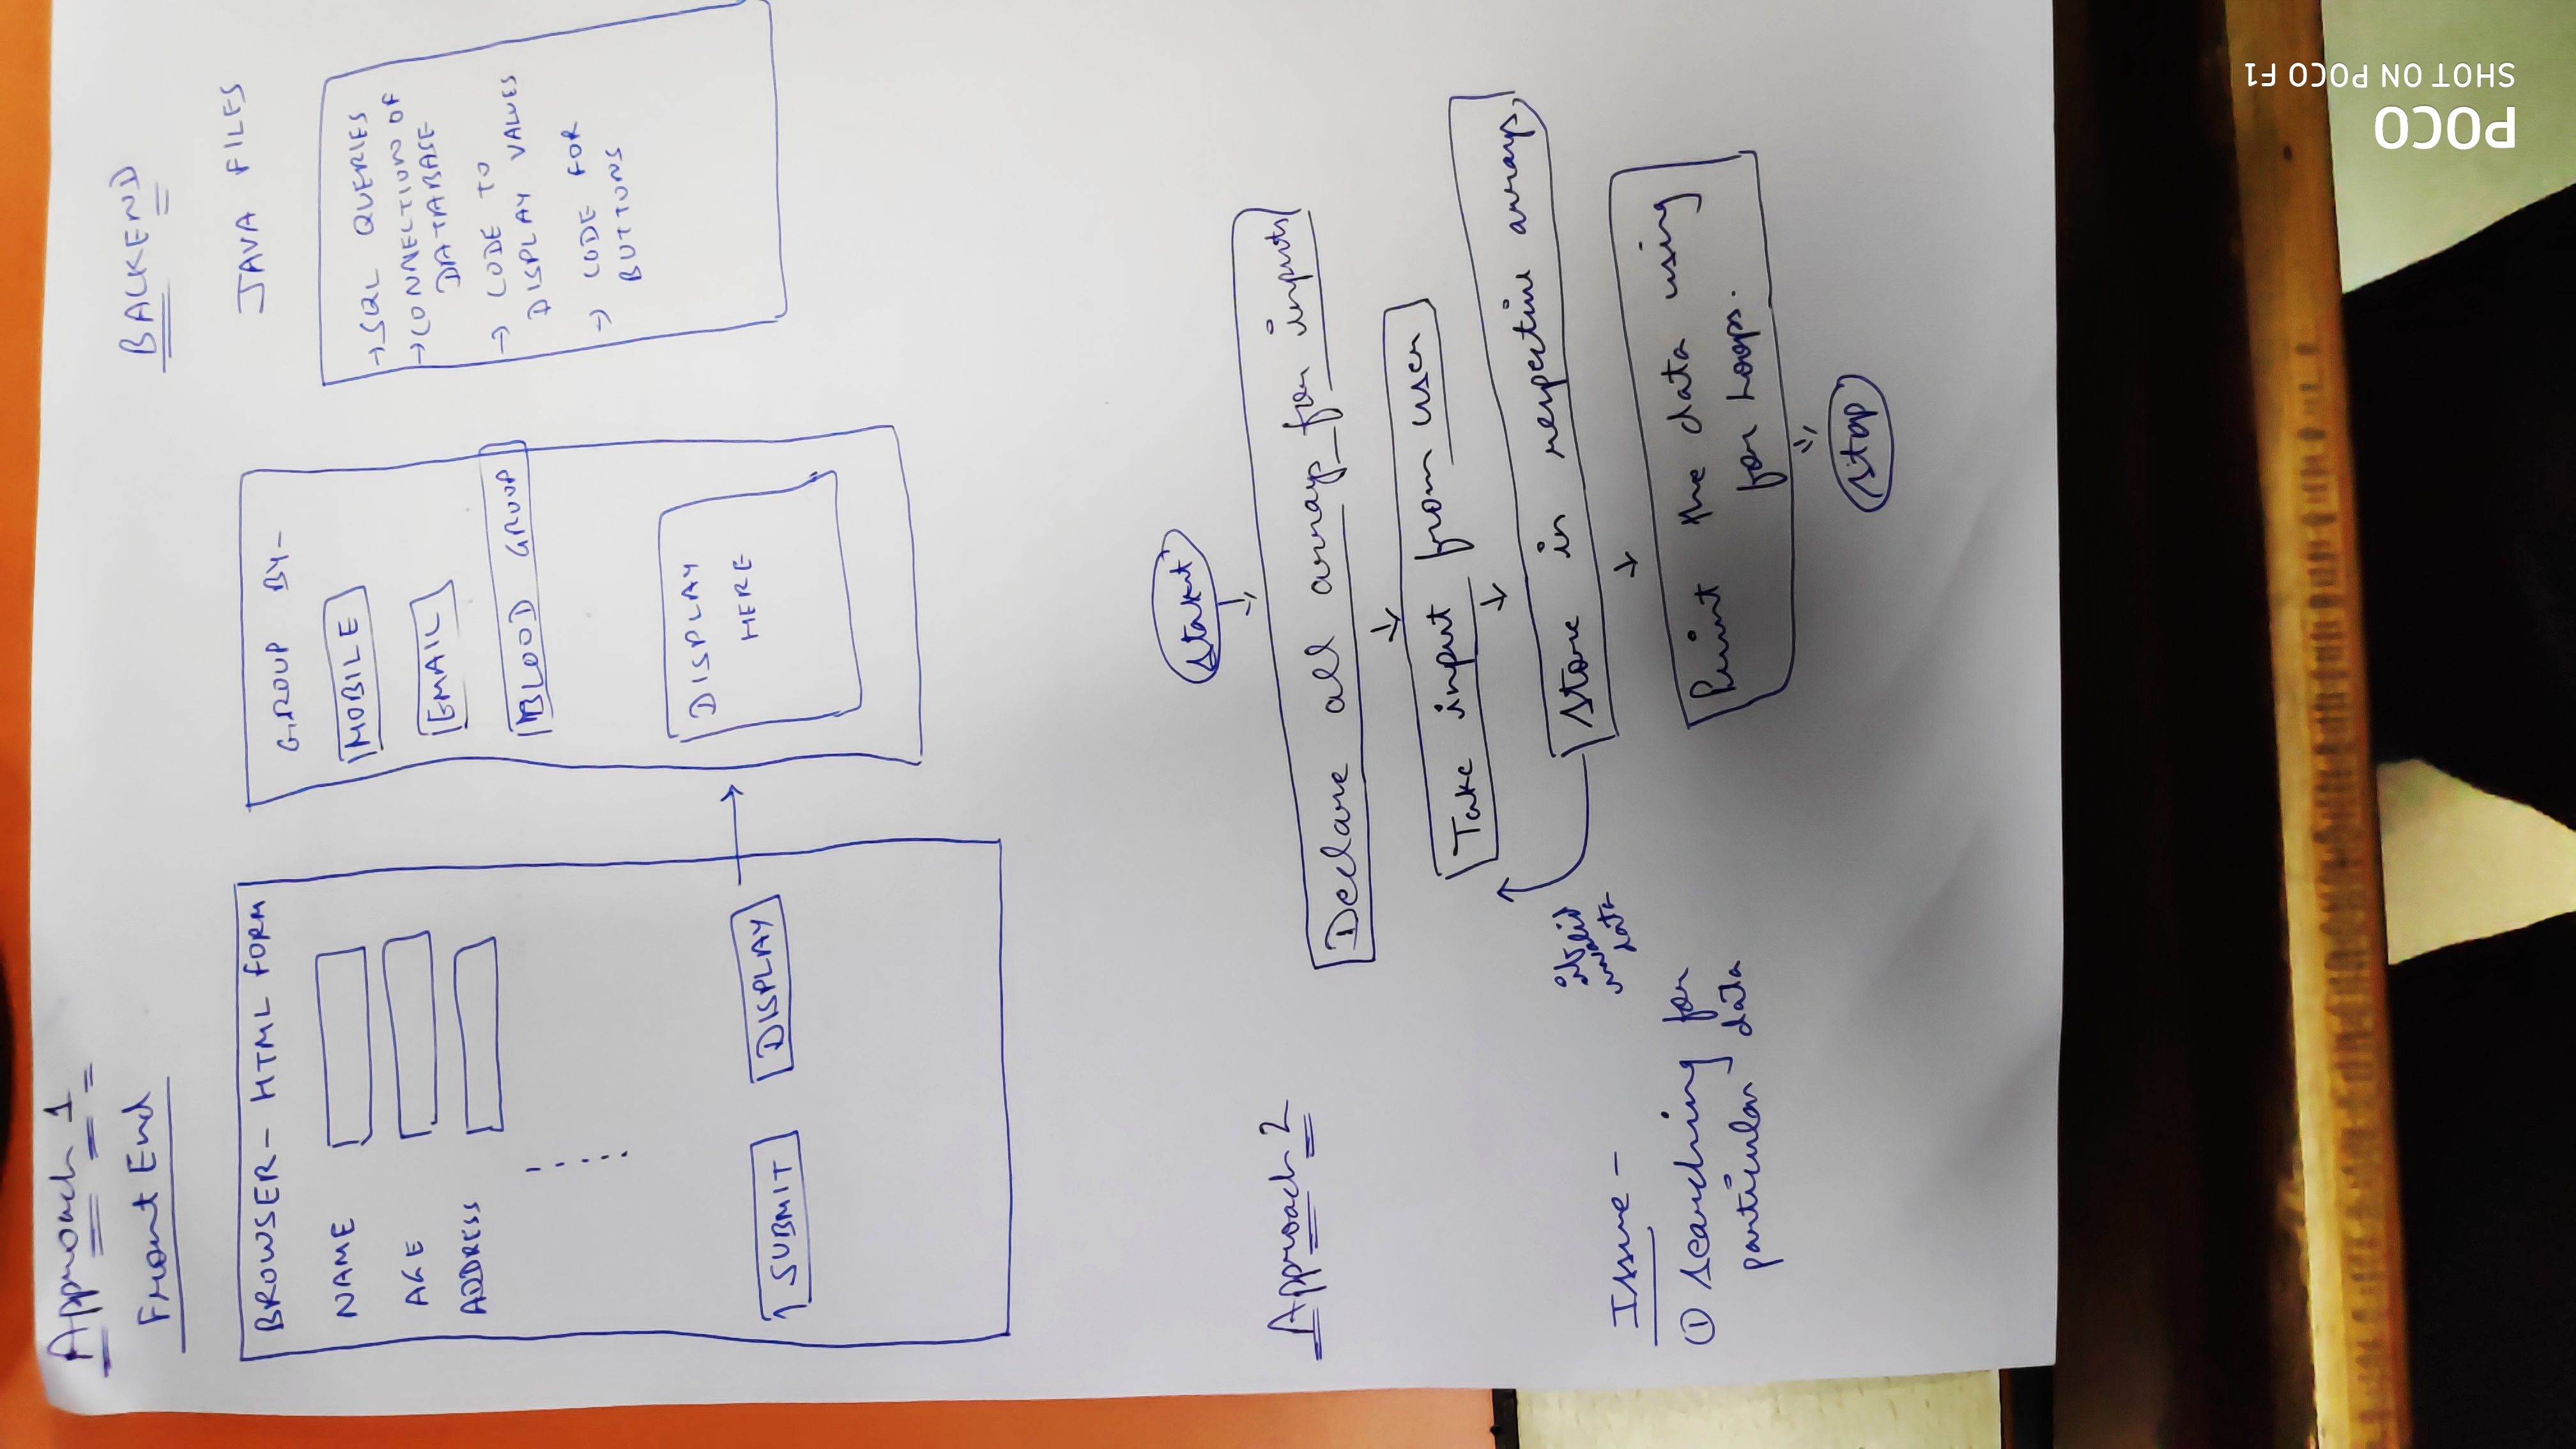 Approach 1
Front End
BROWSER - HTML FORM
NAME
AGE
ADDRESS
SUBMIT
DISPLAY
GROUP BY -
MOBILE
EMAIL
BLOOD GROUP
DISPLAY
HERE
BACKEND
JAVA FILES
→ SQL QUERIES
→ CONNECTION OF
DATABASE
→ CODE TO
DISPLAY VALUES
→ CODE FOR
BUTTONS
Approach 2
Start
Declare all arrays for inputs
Take input from user
Store in respective arrays
if invalid
data
Print the data using
for loops.
Stop
Issue -
① Searching for
particular data
POCO
SHOT ON POCO F1